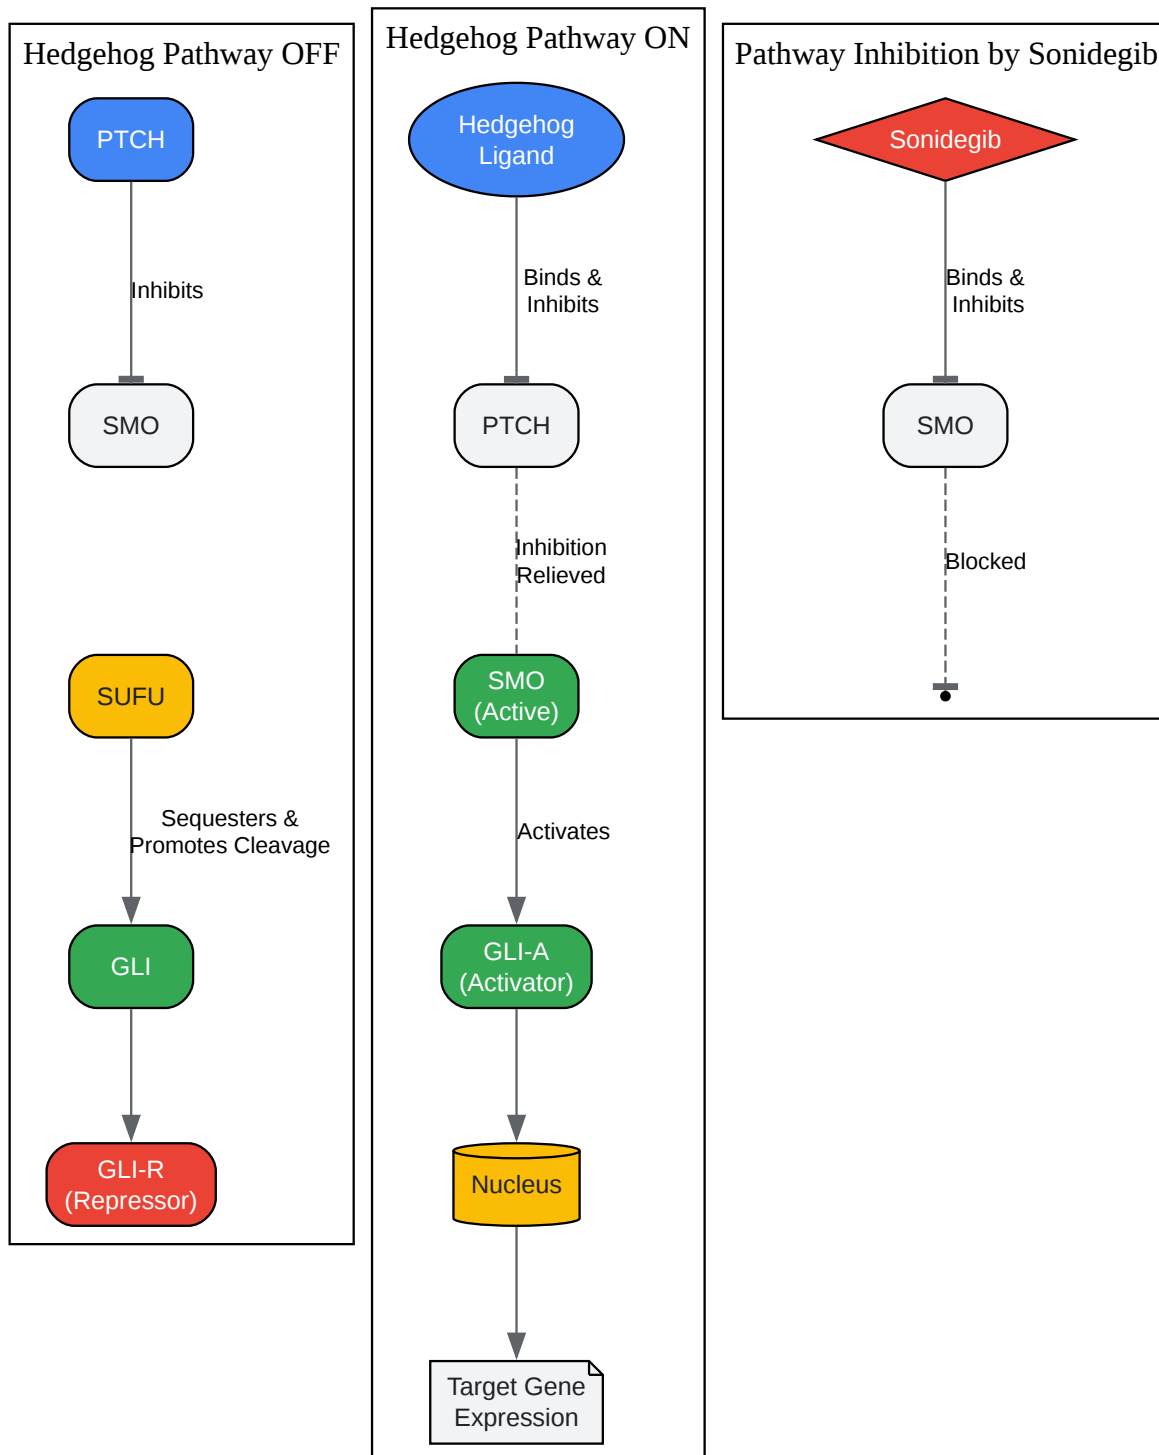 Hedgehog Pathway OFF
PTCH
Inhibits
SMO
SUFU
Sequesters &
Promotes Cleavage
GLI
GLI-R
(Repressor)
Hedgehog Pathway ON
Hedgehog
Ligand
Binds &
Inhibits
PTCH
Inhibition
Relieved
SMO
(Active)
Activates
GLI-A
(Activator)
Nucleus
Target Gene
Expression
Pathway Inhibition by Sonidegib
Sonidegib
Binds &
Inhibits
SMO
Blocked